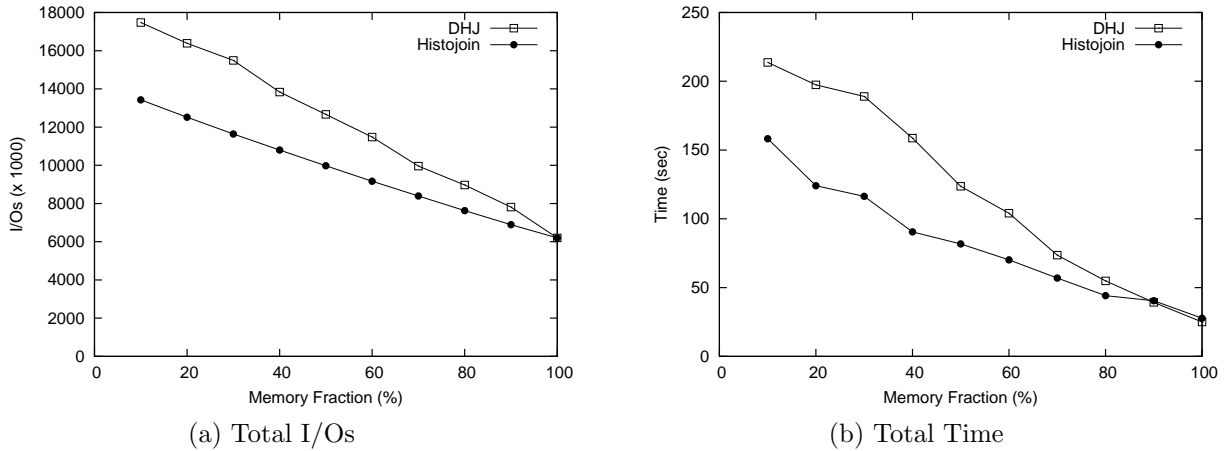 18000
16000
14000
12000
10000
8000
6000
4000
2000
0
I/Os (x 1000)
0 20 40 60 80 100
Memory Fraction (%)
DHJ
Histojoin
(a) Total I/Os
250
200
150
100
50
0
Time (sec)
0 20 40 60 80 100
Memory Fraction (%)
DHJ
Histojoin
(b) Total Time